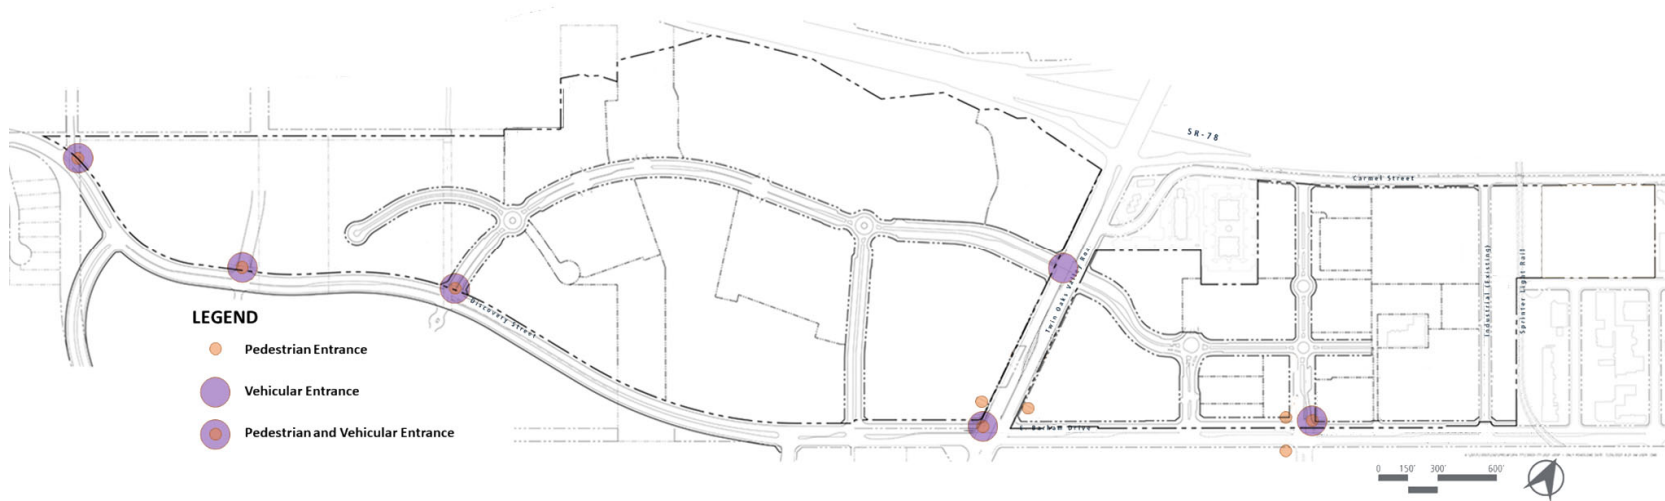 SR-78
Carmel Street
Twin Oaks Valley Road
Industrial (existing)
Sprinter Light Rail
Discovery Street
LEGEND
Pedestrian Entrance
Vehicular Entrance
Pedestrian and Vehicular Entrance
Barham Drive
0 150' 300' 600'